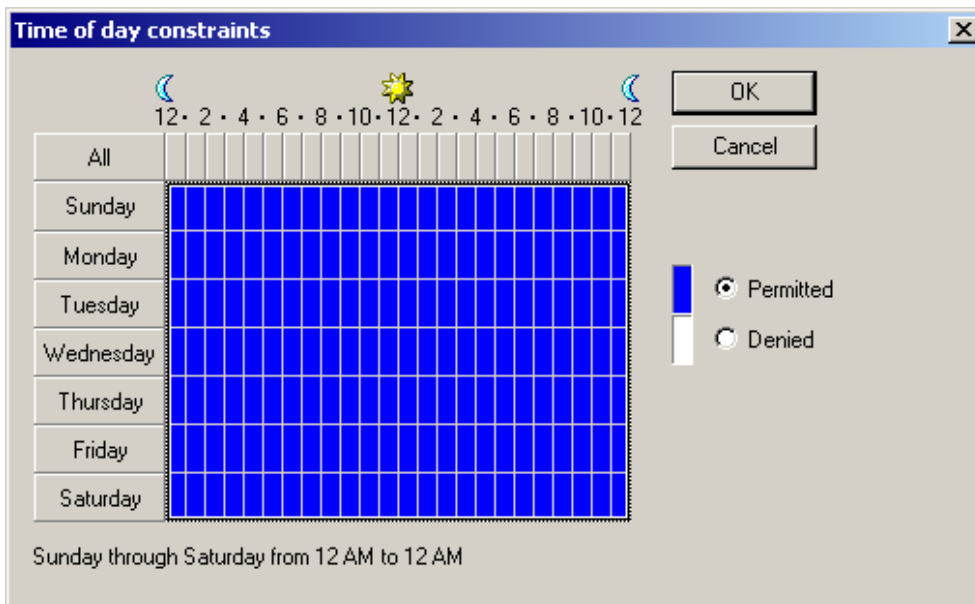 Time of day constraints
12 · 2 · 4 · 6 · 8 · 10 · 12 · 2 · 4 · 6 · 8 · 10 · 12
OK
Cancel
All
Sunday
Monday
Tuesday
Wednesday
Thursday
Friday
Saturday
Permitted
Denied
Sunday through Saturday from 12 AM to 12 AM